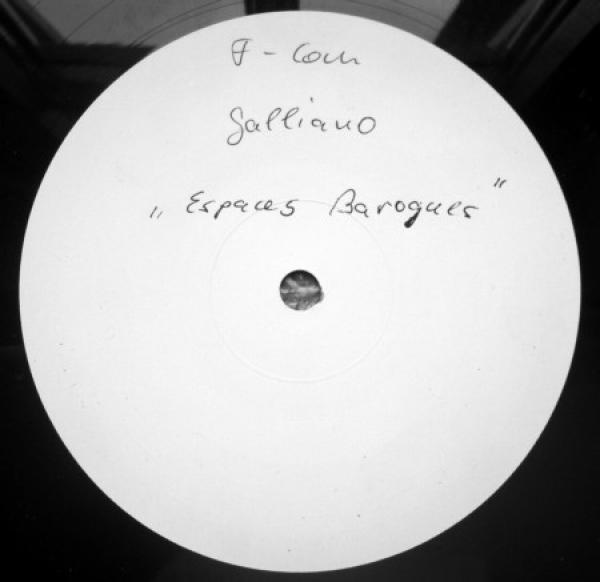 F-Com
Galliano
„Espaces Baroques"